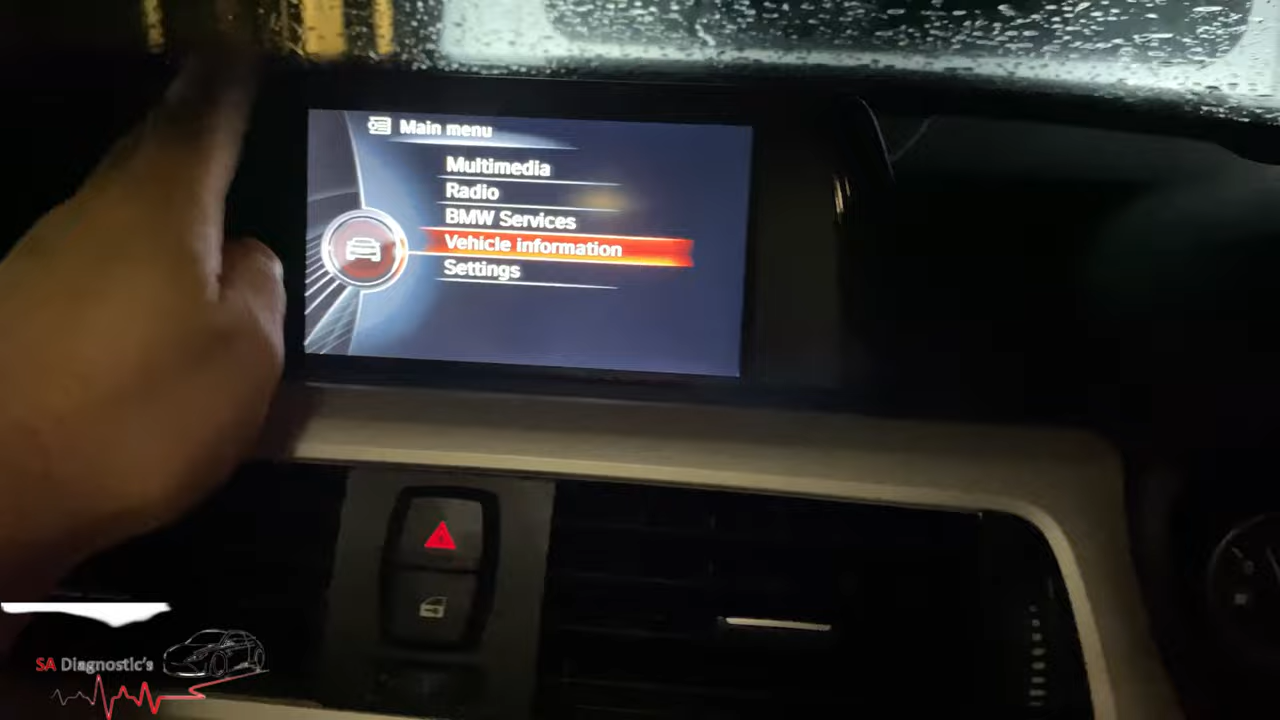 Main menu
Multimedia
Radio
BMW Services
Vehicle information
Settings
SA Diagnostic's